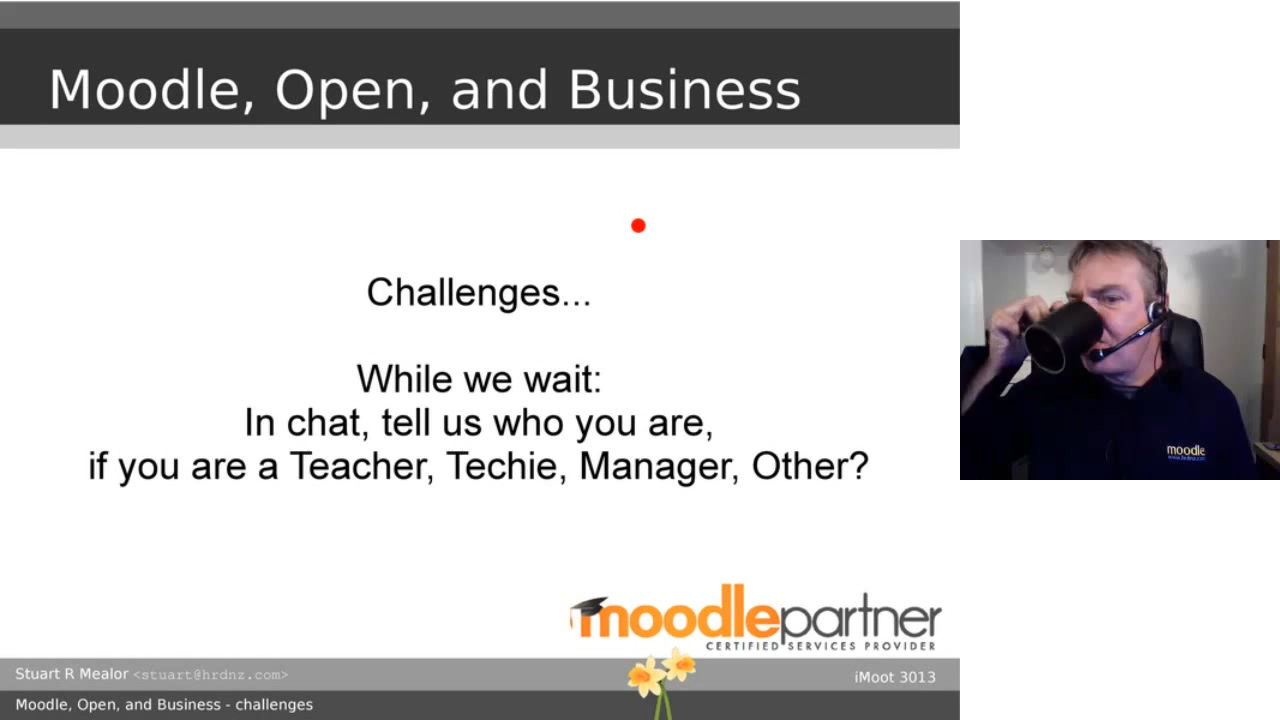 Moodle, Open, and Business
Challenges...
While we wait:
In chat, tell us who you are,
if you are a Teacher, Techie, Manager, Other?
moodle
moodlepartner
CERTIFIED SERVICES PROVIDER
Stuart R Mealor <stuart@hrdnz.com>
iMoot 3013
Moodle, Open, and Business - challenges